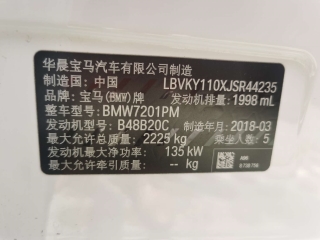 华晨宝马汽车有限公司制造
制造国：中国 LBVKY110XJSR44235
品牌：宝马(BMW)牌 发动机排量：1998 mL
整车型号：BMW7201PM
发动机型号：B48B20C 制造年月：2018-03
最大允许总质量：2225 kg 乘坐人数：5
发动机最大净功率：135 kW
最大允许牵引质量：-- kg